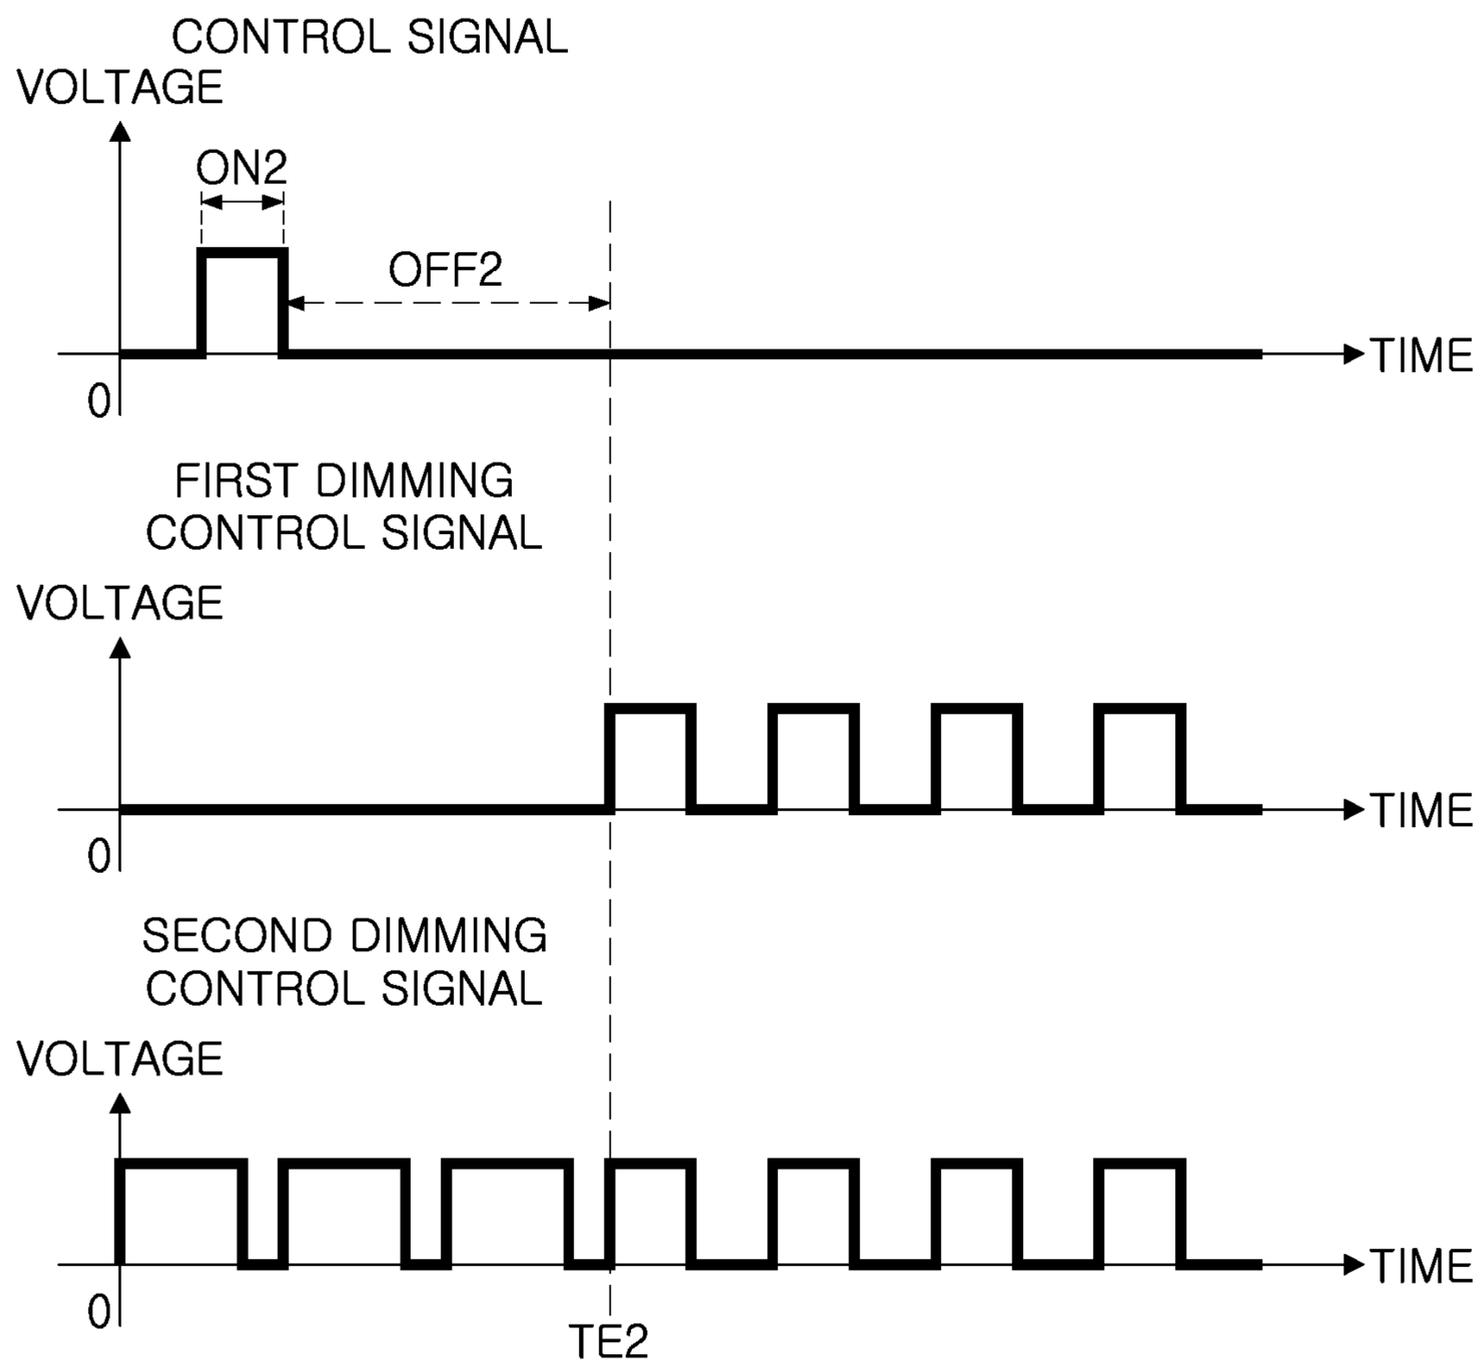 CONTROL SIGNAL
VOLTAGE
ON2
OFF2
TIME
0
FIRST DIMMING
CONTROL SIGNAL
VOLTAGE
TIME
0
SECOND DIMMING
CONTROL SIGNAL
VOLTAGE
TIME
0
TE2